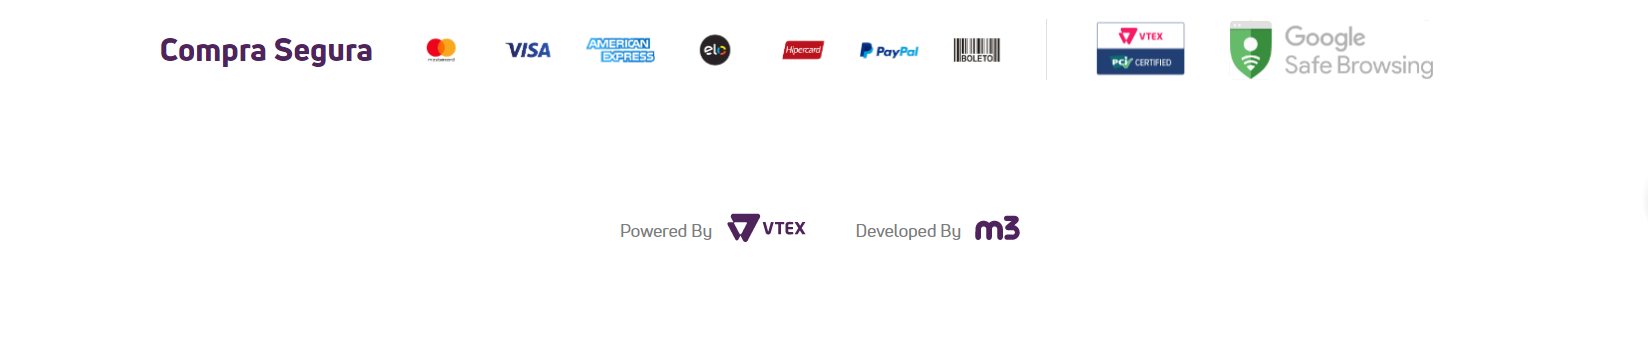 Compra Segura
mastercard
VISA
AMERICAN EXPRESS
elo
Hipercard
PayPal
BOLETO
VTEX
PCI CERTIFIED
Google
Safe Browsing
Powered By VTEX
Developed By m3